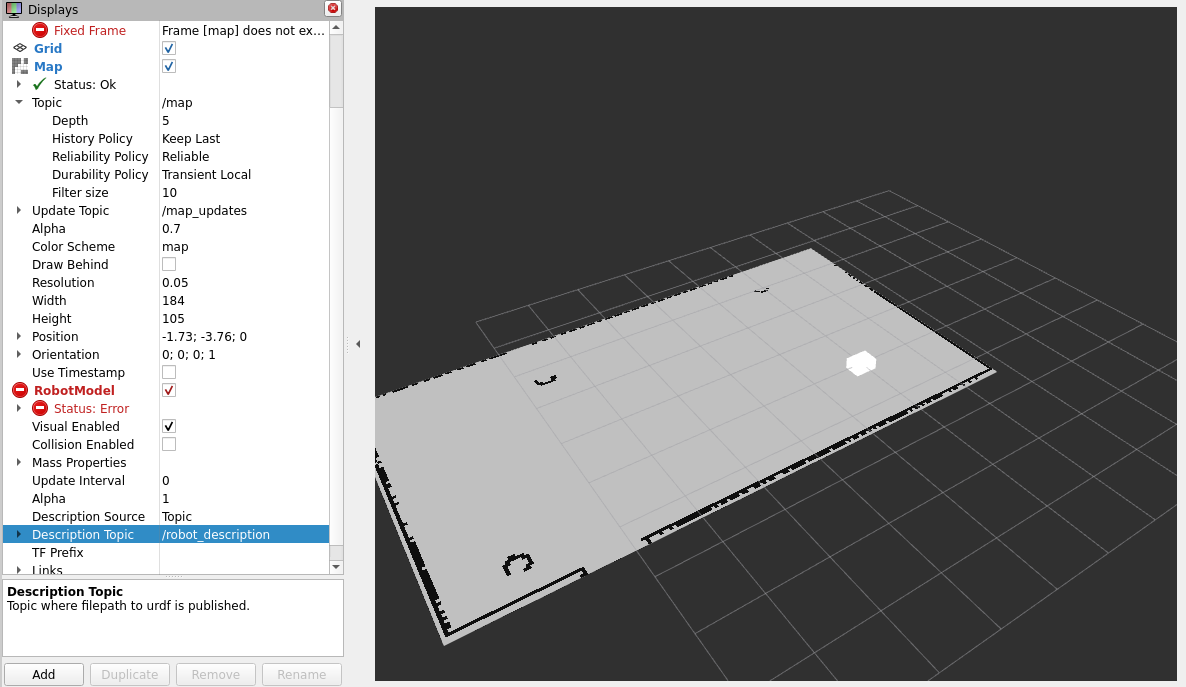 Displays
Fixed Frame Frame [map] does not ex...
Grid
Map
Status: Ok
Topic /map
Depth 5
History Policy Keep Last
Reliability Policy Reliable
Durability Policy Transient Local
Filter size 10
Update Topic /map_updates
Alpha 0.7
Color Scheme map
Draw Behind
Resolution 0.05
Width 184
Height 105
Position -1.73; -3.76; 0
Orientation 0; 0; 0; 1
Use Timestamp
RobotModel
Status: Error
Visual Enabled
Collision Enabled
Mass Properties
Update Interval 0
Alpha 1
Description Source Topic
Description Topic /robot_description
TF Prefix
Links
Description Topic
Topic where filepath to urdf is published.
Add Duplicate Remove Rename